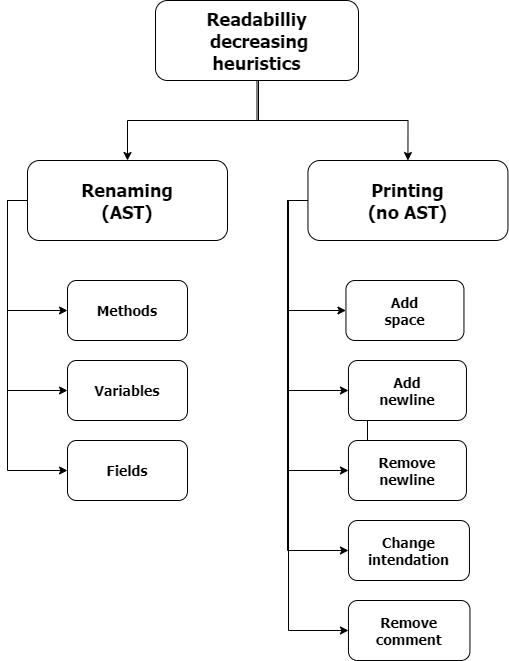 Readabilliy
decreasing
heuristics
Renaming
(AST)
Printing
(no AST)
Methods
Variables
Fields
Add
space
Add
newline
Remove
newline
Change
intendation
Remove
comment